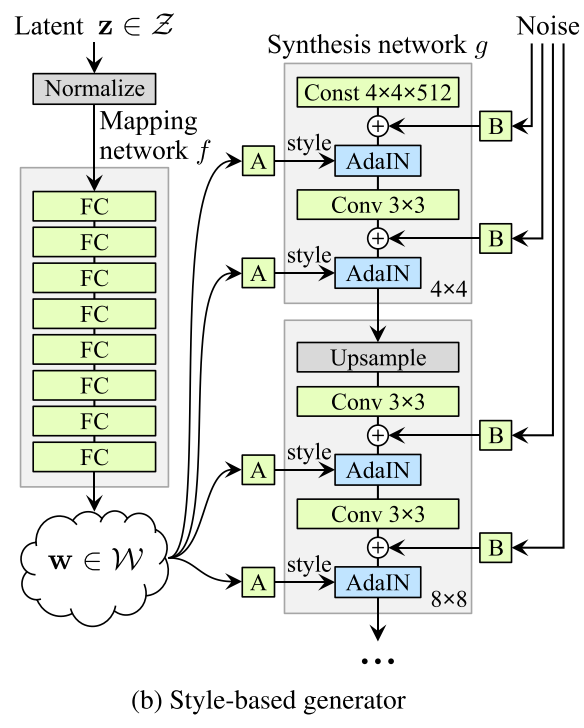 Latent z ∈ Z
Normalize
Mapping
network f
FC
FC
FC
FC
FC
FC
FC
FC
w ∈ W
A
A
A
A
style
style
style
style
Synthesis network g
Const 4×4×512
+
AdaIN
Conv 3×3
+
AdaIN
4×4
Upsample
Conv 3×3
+
AdaIN
Conv 3×3
+
AdaIN
8×8
...
Noise
B
B
B
B
(b) Style-based generator